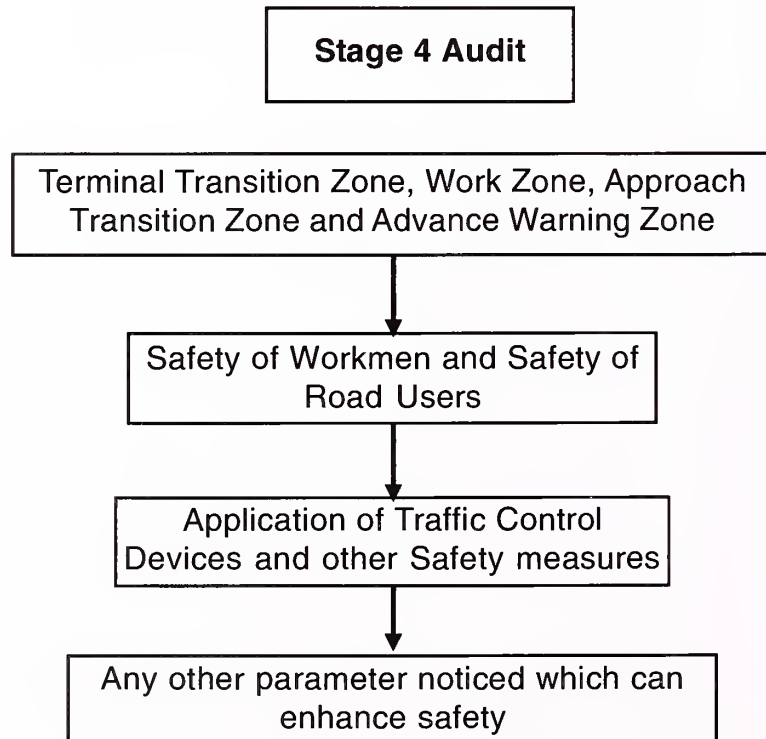 Stage 4 Audit
Terminal Transition Zone, Work Zone, Approach
Transition Zone and Advance Warning Zone
Safety of Workmen and Safety of
Road Users
Application of Traffic Control
Devices and other Safety measures
Any other parameter noticed which can
enhance safety